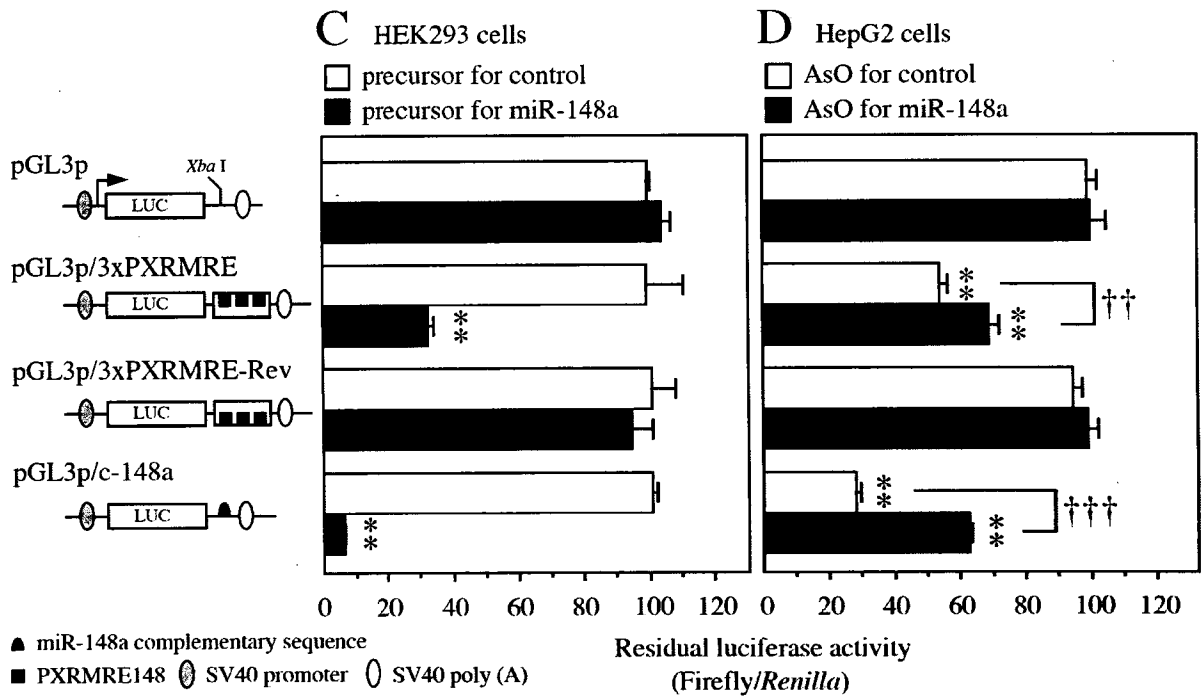 C HEK293 cells
precursor for control
precursor for miR-148a
D HepG2 cells
AsO for control
AsO for miR-148a
pGL3p
Xba I
LUC
pGL3p/3xPXRMRE
LUC
**
**
**
††
pGL3p/3xPXRMRE-Rev
LUC
pGL3p/c-148a
LUC
**
**
**
†††
0 20 40 60 80 100 120
0 20 40 60 80 100 120
Residual luciferase activity
(Firefly/Renilla)
miR-148a complementary sequence
PXRMRE148 SV40 promoter SV40 poly (A)